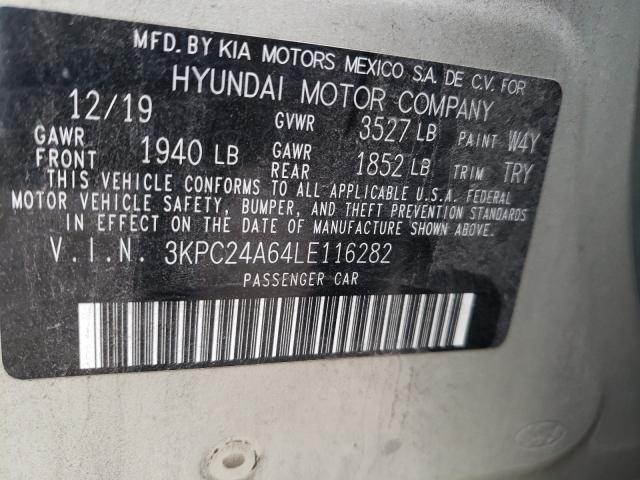 MFD. BY KIA MOTORS MEXICO S.A. DE C.V. FOR
HYUNDAI MOTOR COMPANY
12/19 GVWR 3527 LB PAINT W4Y
GAWR FRONT 1940 LB GAWR REAR 1852 LB TRIM TRY
THIS VEHICLE CONFORMS TO ALL APPLICABLE U.S.A. FEDERAL
MOTOR VEHICLE SAFETY, BUMPER, AND THEFT PREVENTION STANDARDS
IN EFFECT ON THE DATE OF MANUFACTURE SHOWN ABOVE.
V.I.N. 3KPC24A64LE116282
PASSENGER CAR